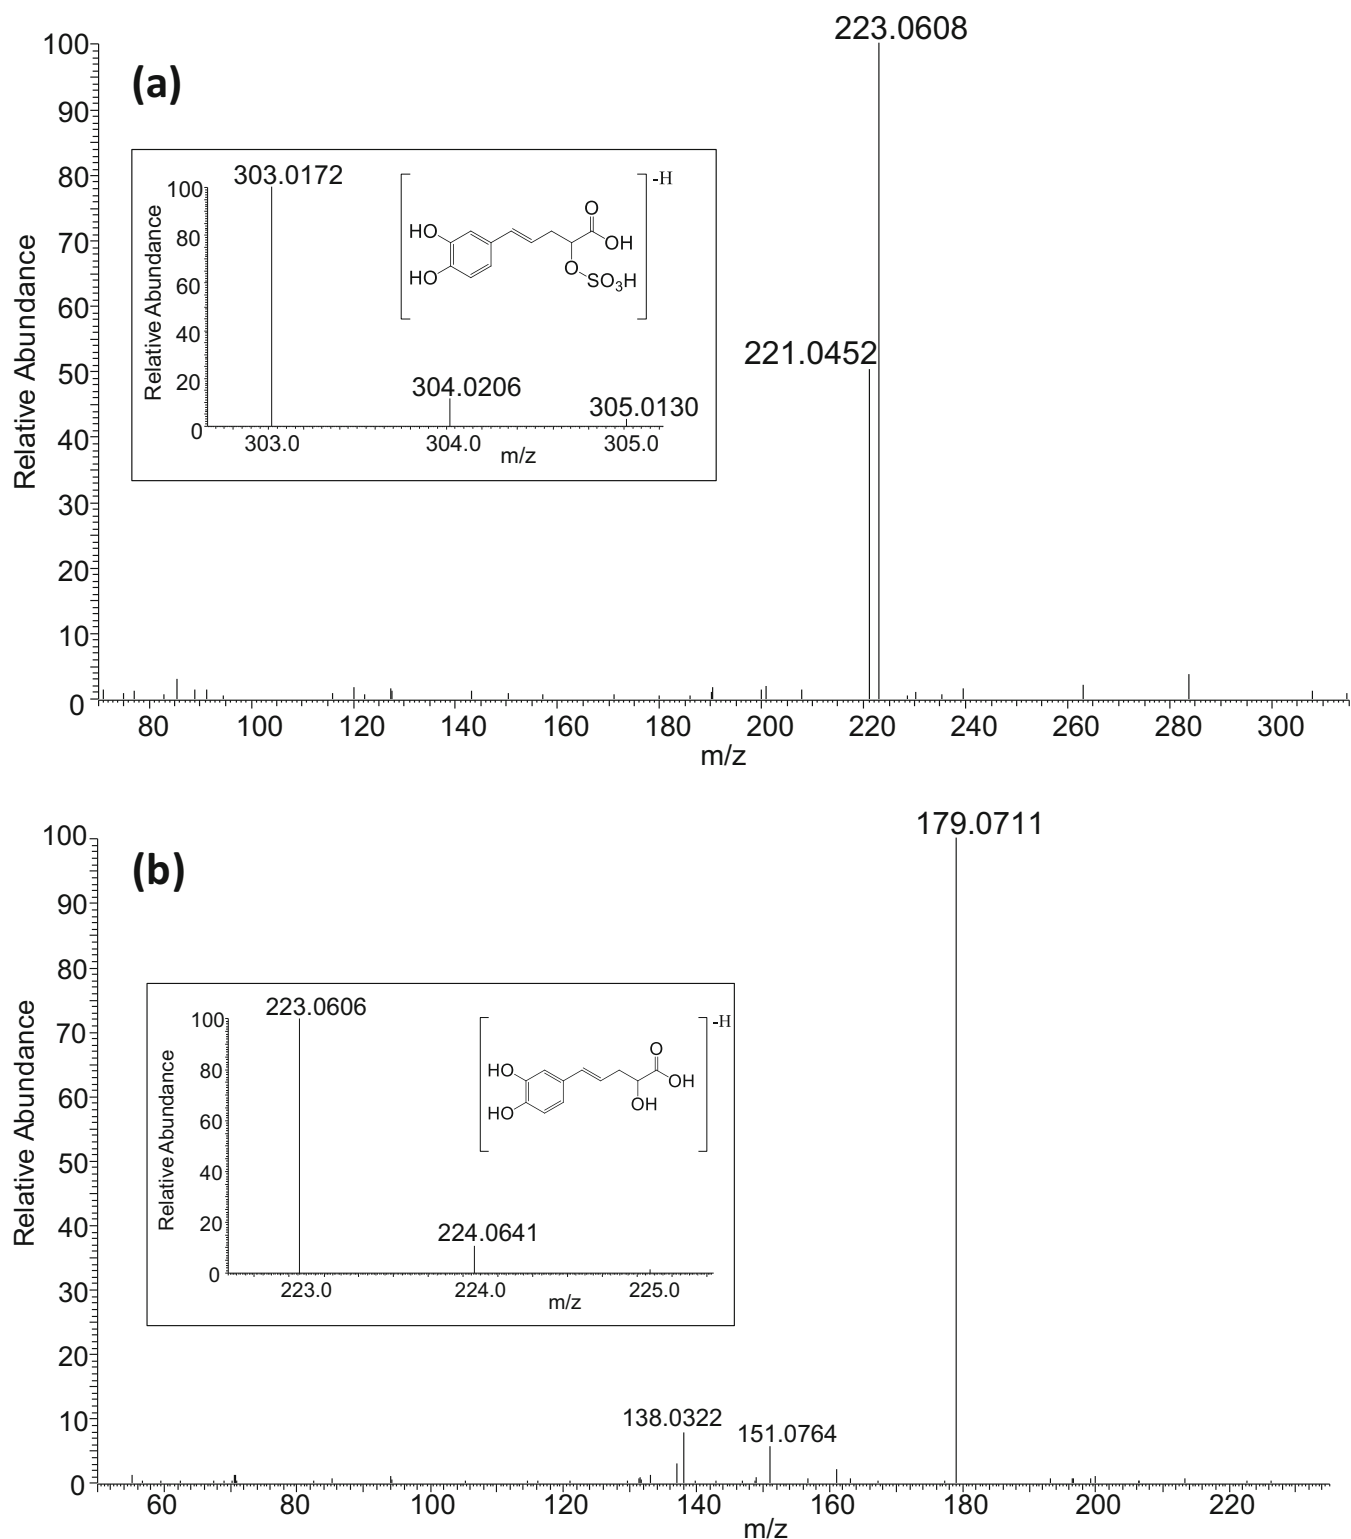 223.0608
(a)
100
90
80
70
60
50
40
30
20
10
0
Relative Abundance
221.0452
80 100 120 140 160 180 200 220 240 260 280 300
m/z
303.0172
304.0206
305.0130
100
80
60
40
20
0
Relative Abundance
303.0 304.0 305.0
m/z
-H
HO
HO
O
OH
O
SO3H
179.0711
(b)
100
90
80
70
60
50
40
30
20
10
0
Relative Abundance
138.0322
151.0764
60 80 100 120 140 160 180 200 220
m/z
223.0606
224.0641
100
80
60
40
20
0
Relative Abundance
223.0 224.0 225.0
m/z
-H
HO
HO
O
OH
OH